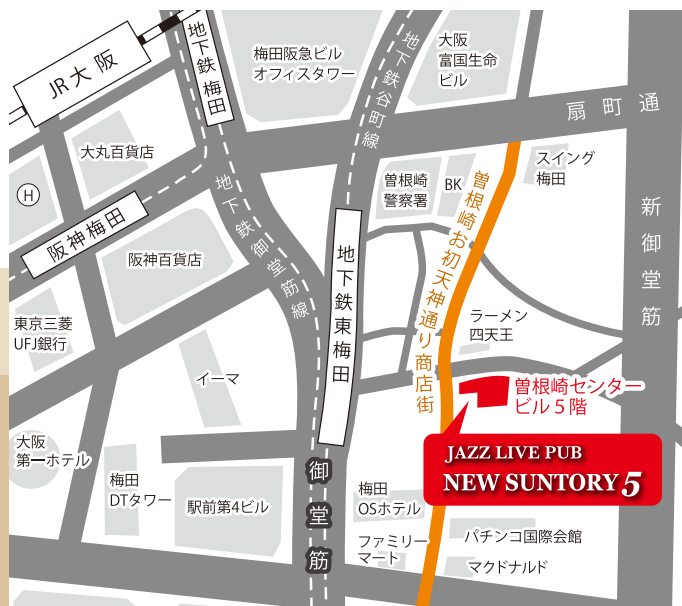 JR大阪
地下鉄梅田
梅田阪急ビル
オフィスタワー
地下鉄谷町線
大阪
富国生命
ビル
扇町通
大丸百貨店
H
阪神梅田
地下鉄御堂筋線
曽根崎
警察署
BK
スイング
梅田
新御堂筋
曽根崎お初天神通り商店街
阪神百貨店
地下鉄東梅田
東京三菱
UFJ銀行
イーマ
ラーメン
四天王
曽根崎センター
ビル5階
大阪
第一ホテル
梅田
DTタワー
駅前第4ビル
御堂筋
JAZZ LIVE PUB
NEW SUNTORY 5
梅田
OSホテル
ファミリー
マート
パチンコ国際会館
マクドナルド